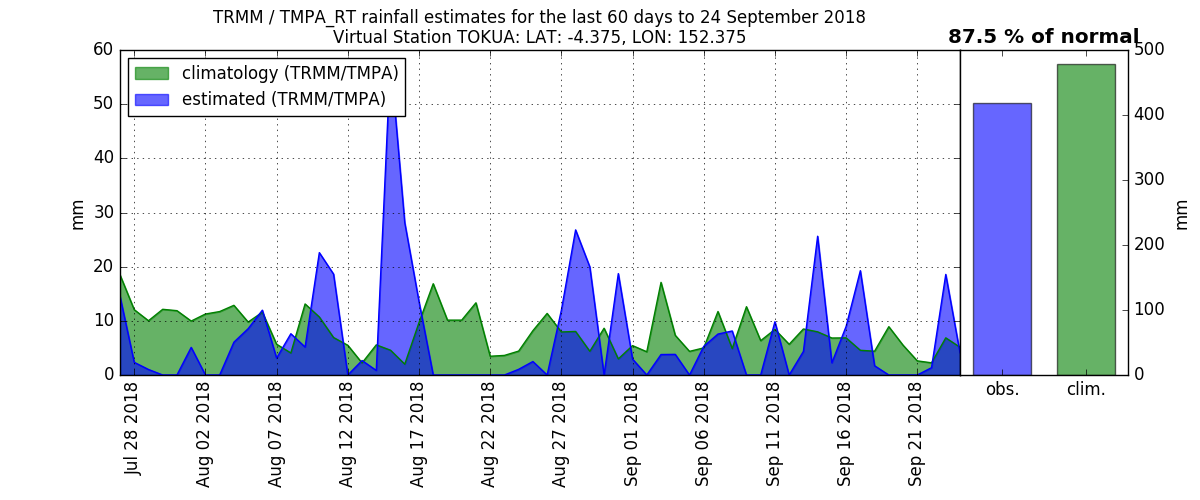 TRMM / TMPA_RT rainfall estimates for the last 60 days to 24 September 2018
Virtual Station TOKUA: LAT: -4.375, LON: 152.375
87.5 % of normal
climatology (TRMM/TMPA)
estimated (TRMM/TMPA)
mm
60
50
40
30
20
10
0
Jul 28 2018
Aug 02 2018
Aug 07 2018
Aug 12 2018
Aug 17 2018
Aug 22 2018
Aug 27 2018
Sep 01 2018
Sep 06 2018
Sep 11 2018
Sep 16 2018
Sep 21 2018
obs.
clim.
500
400
300
200
100
0
mm